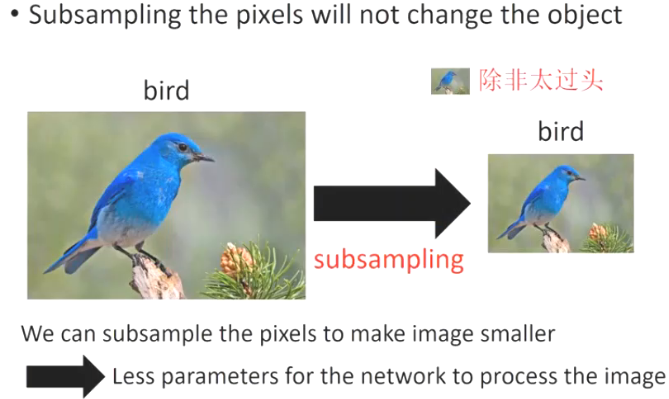 • Subsampling the pixels will not change the object
除非太过头
bird
bird
subsampling
We can subsample the pixels to make image smaller
Less parameters for the network to process the image